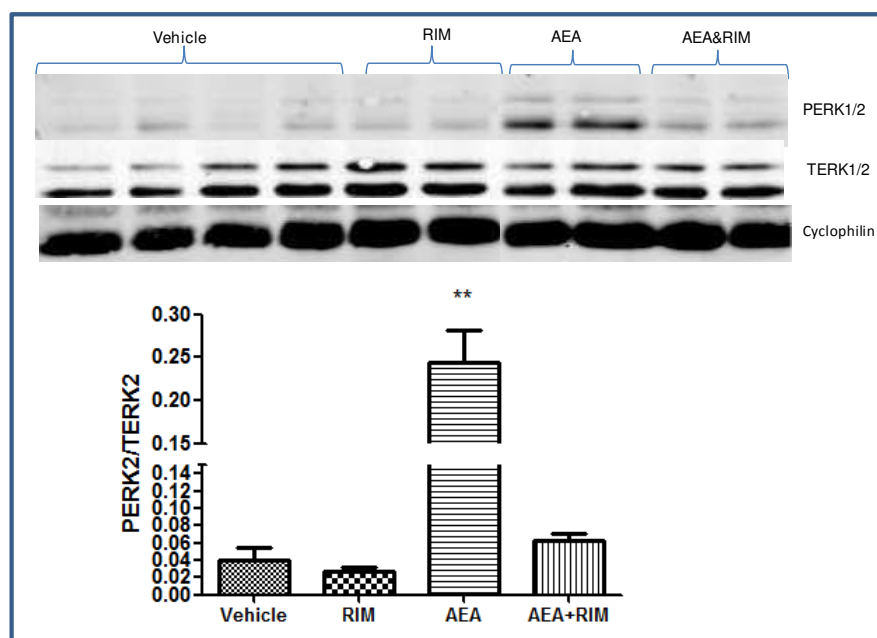 Vehicle RIM AEA AEA&RIM
PERK1/2
TERK1/2
Cyclophilin
**
PERK2/TERK2
0.30
0.25
0.20
0.15
0.14
0.12
0.10
0.08
0.06
0.04
0.02
0.00
Vehicle RIM AEA AEA+RIM